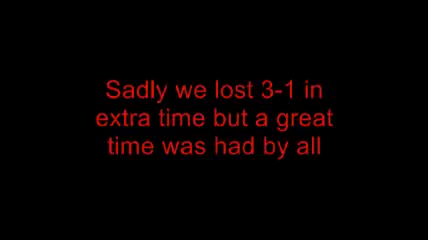 Sadly we lost 3-1 in
extra time but a great
time was had by all